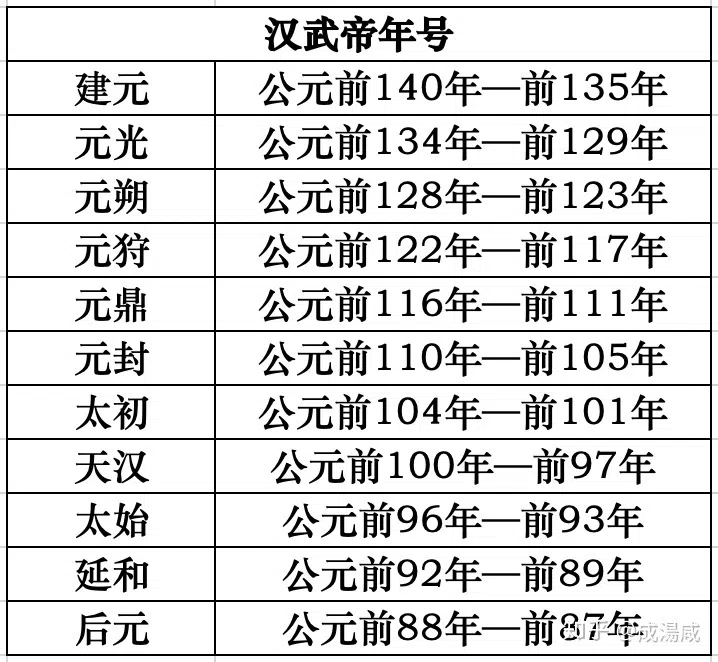 汉武帝年号
建元 公元前140年—前135年
元光 公元前134年—前129年
元朔 公元前128年—前123年
元狩 公元前122年—前117年
元鼎 公元前116年—前111年
元封 公元前110年—前105年
太初 公元前104年—前101年
天汉 公元前100年—前97年
太始 公元前96年—前93年
延和 公元前92年—前89年
后元 公元前88年—前87年
知乎 @成湯咸